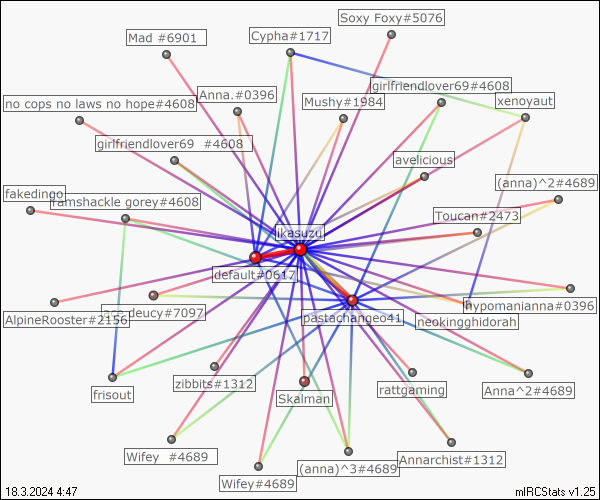 Soxy Foxy#5076
Mad #6901
Cypha#1717
girlfriendlover69#4608
Anna.#0396
no cops no laws no hope#4608
Mushy#1984
xenoyaut
girlfriendlover69 #4608
avelicious
(anna)^2#4689
fakedingo
ramshackle gorey#4608
Toucan#2473
ikasuzu
default#0617
hypomanianna#0396
deucy#7097
AlpineRooster#2156
pastachange041
neokingghidorah
zibbits#1312
rattgaming
Anna^2#4689
frisout
Skalman
Wifey #4689
Annarchist#1312
(anna)^3#4689
Wifey#4689
18.3.2024 4:47
mIRCStats v1.25